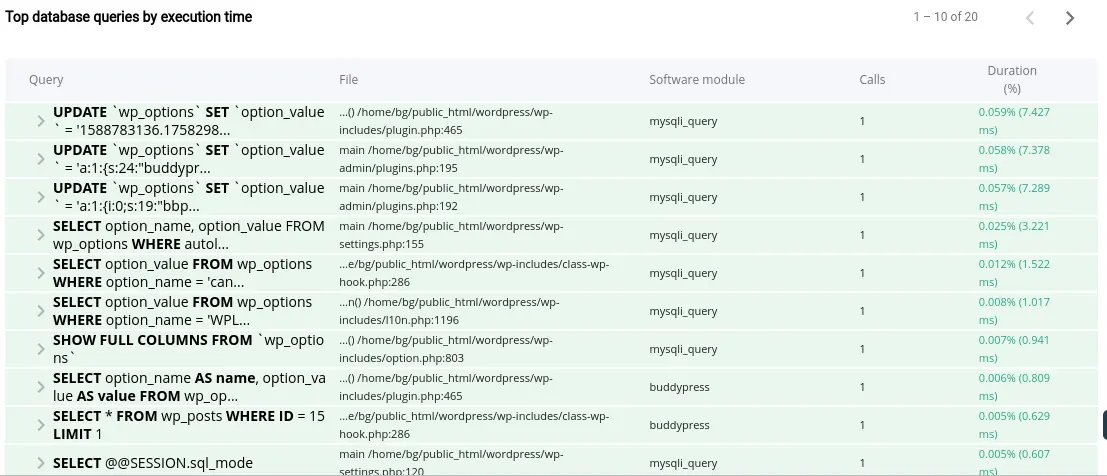 Top database queries by execution time
1 – 10 of 20
Query File Software module Calls Duration
(%)
UPDATE `wp_options` SET `option_value
` = '1588783136.1758298...
...() /home/bg/public_html/wordpress/wp-
includes/plugin.php:465
mysqli_query
1
0.059% (7.427
ms)
UPDATE `wp_options` SET `option_value
` = 'a:1:{s:24:"buddypr...
main /home/bg/public_html/wordpress/wp-
admin/plugins.php:195
mysqli_query
1
0.058% (7.378
ms)
UPDATE `wp_options` SET `option_value
` = 'a:1:{i:0;s:19:"bbp...
main /home/bg/public_html/wordpress/wp-
admin/plugins.php:192
mysqli_query
1
0.057% (7.289
ms)
SELECT option_name, option_value FROM
wp_options WHERE autol...
main /home/bg/public_html/wordpress/wp-
settings.php:155
mysqli_query
1
0.025% (3.221
ms)
SELECT option_value FROM wp_options
WHERE option_name = 'can...
...e/bg/public_html/wordpress/wp-includes/class-wp-
hook.php:286
mysqli_query
1
0.012% (1.522
ms)
SELECT option_value FROM wp_options
WHERE option_name = 'WPL...
...n() /home/bg/public_html/wordpress/wp-
includes/l10n.php:1196
mysqli_query
1
0.008% (1.017
ms)
SHOW FULL COLUMNS FROM `wp_optio
ns`
...() /home/bg/public_html/wordpress/wp-
includes/option.php:803
mysqli_query
1
0.007% (0.941
ms)
SELECT option_name AS name, option_va
lue AS value FROM wp_op...
...() /home/bg/public_html/wordpress/wp-
includes/plugin.php:465
buddypress
1
0.006% (0.809
ms)
SELECT * FROM wp_posts WHERE ID = 15
LIMIT 1
...e/bg/public_html/wordpress/wp-includes/class-wp-
hook.php:286
buddypress
1
0.005% (0.629
ms)
SELECT @@SESSION.sql_mode
main /home/bg/public_html/wordpress/wp-
settings.php:120
mysqli_query
1
0.005% (0.607
ms)